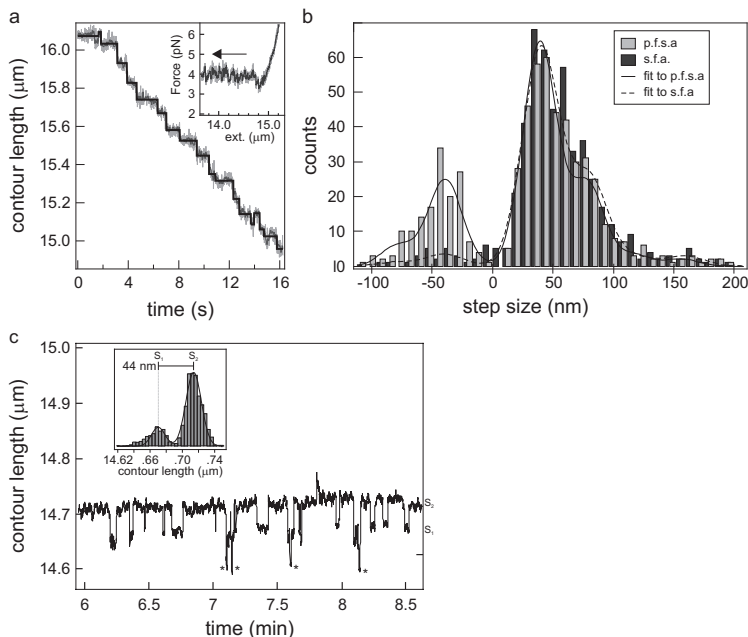 a
16.0
15.8
15.6
15.4
15.2
15.0
contour length (μm)
0
4
8
12
16
time (s)
Force (pN)
6
5
4
3
2
14.0
15.0
ext. (μm)
b
60
50
40
30
20
10
counts
-100
-50
0
50
100
150
200
step size (nm)
p.f.s.a
s.f.a.
fit to p.f.s.a
fit to s.f.a
c
15.0
14.9
14.8
14.7
14.6
contour length (μm)
6
6.5
7
7.5
8
8.5
time (min)
S₁
S₂
44 nm
14.62
.66
.70
.74
contour length (μm)
S₂
S₁
* * * *